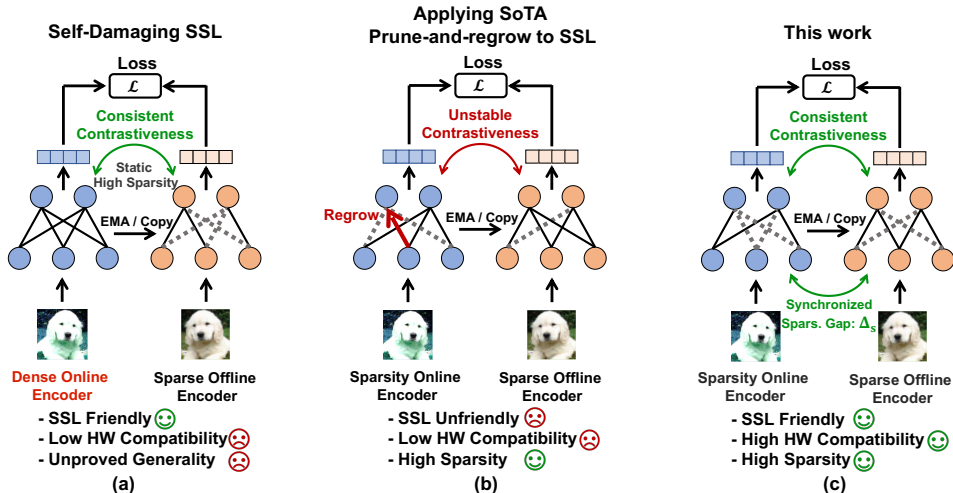 Self-Damaging SSL
Loss
ℒ
Consistent
Contrastiveness
Static
High Sparsity
EMA / Copy
Dense Online
Encoder
Sparse Offline
Encoder
- SSL Friendly
- Low HW Compatibility
- Unproved Generality
(a)
Applying SoTA
Prune-and-regrow to SSL
Loss
ℒ
Unstable
Contrastiveness
Regrow
EMA / Copy
Sparsity Online
Encoder
Sparse Offline
Encoder
- SSL Unfriendly
- Low HW Compatibility
- High Sparsity
(b)
This work
Loss
ℒ
Consistent
Contrastiveness
EMA / Copy
Synchronized
Spars. Gap: Δₛ
Sparsity Online
Encoder
Sparse Offline
Encoder
- SSL Friendly
- High HW Compatibility
- High Sparsity
(c)